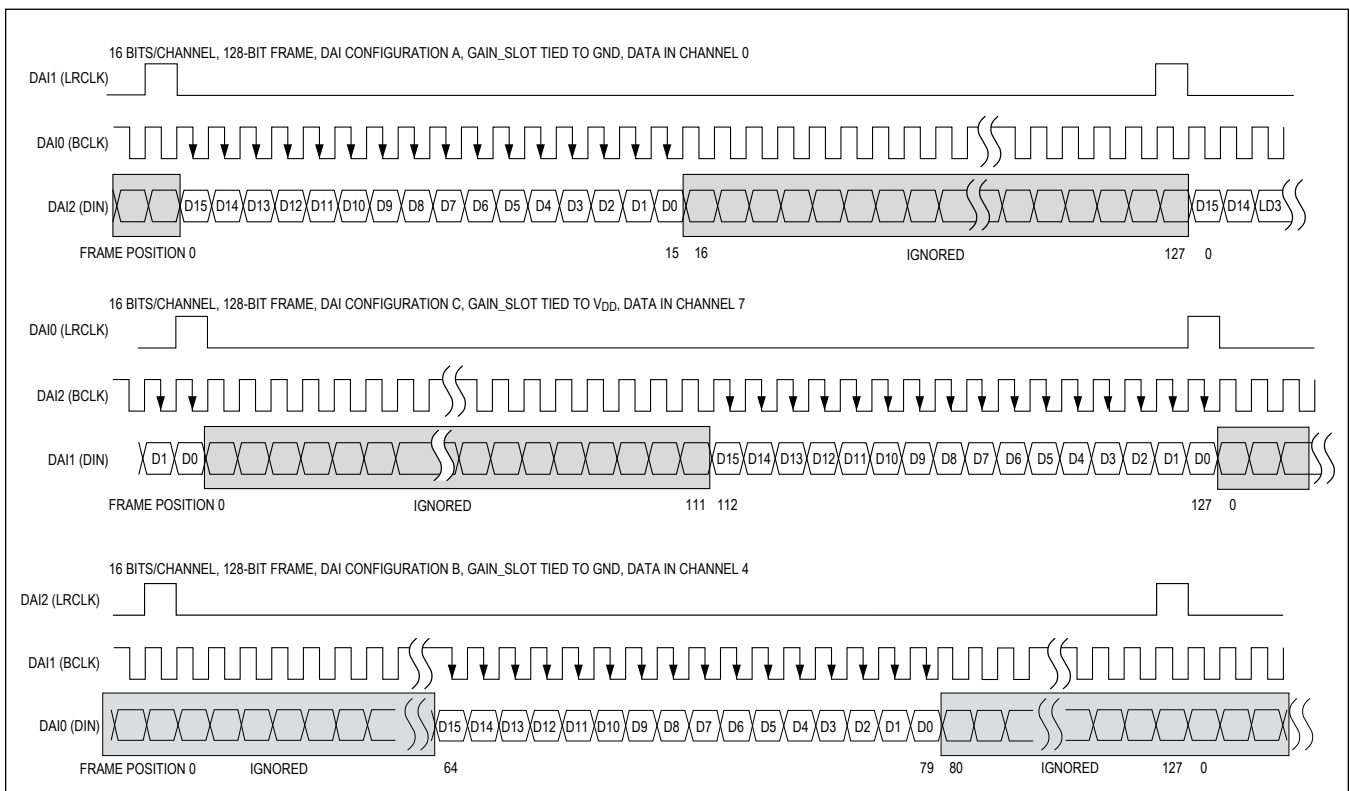 16 BITS/CHANNEL, 128-BIT FRAME, DAI CONFIGURATION A, GAIN_SLOT TIED TO GND, DATA IN CHANNEL 0
DAI1 (LRCLK)
DAI0 (BCLK)
DAI2 (DIN) D15 D14 D13 D12 D11 D10 D9 D8 D7 D6 D5 D4 D3 D2 D1 D0 D15 D14 LD3
FRAME POSITION 0 15 16 IGNORED 127 0
16 BITS/CHANNEL, 128-BIT FRAME, DAI CONFIGURATION C, GAIN_SLOT TIED TO VDD, DATA IN CHANNEL 7
DAI0 (LRCLK)
DAI2 (BCLK)
DAI1 (DIN) D1 D0 D15 D14 D13 D12 D11 D10 D9 D8 D7 D6 D5 D4 D3 D2 D1 D0
FRAME POSITION 0 IGNORED 111 112 127 0
16 BITS/CHANNEL, 128-BIT FRAME, DAI CONFIGURATION B, GAIN_SLOT TIED TO GND, DATA IN CHANNEL 4
DAI2 (LRCLK)
DAI1 (BCLK)
DAI0 (DIN) D15 D14 D13 D12 D11 D10 D9 D8 D7 D6 D5 D4 D3 D2 D1 D0
FRAME POSITION 0 IGNORED 64 79 80 IGNORED 127 0